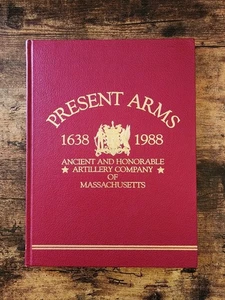 PRESENT ARMS
1638 1988
ANCIENT AND HONORABLE
ARTILLERY COMPANY
OF
MASSACHUSETTS